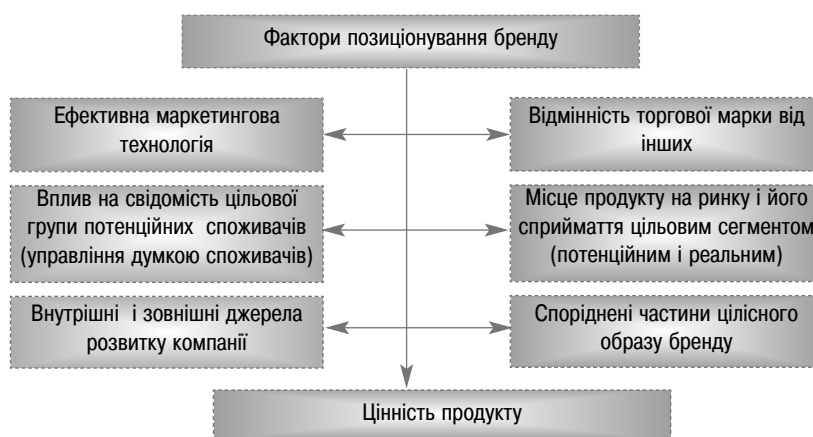 Фактори позиціонування бренду
Ефективна маркетингова
технологія
Відмінність торгової марки від
інших
Вплив на свідомість цільової
групи потенційних споживачів
(управління думкою споживачів)
Місце продукту на ринку і його
сприймаття цільовим сегментом
(потенційним і реальним)
Внутрішні і зовнішні джерела
розвитку компанії
Споріднені частини цілісного
образу бренду
Цінність продукту